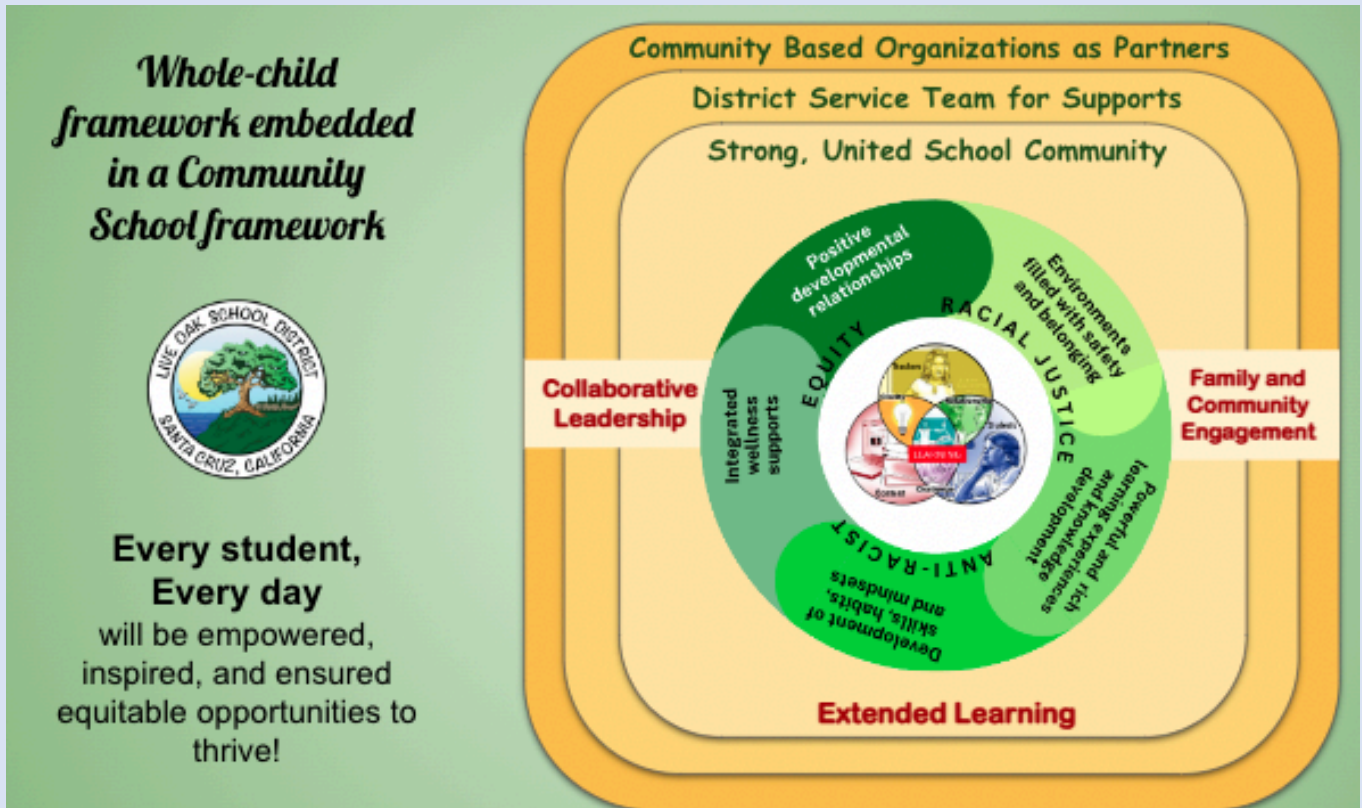 Whole-child
framework embedded
in a Community
School framework
LIVE OAK SCHOOL DISTRICT
SANTA CRUZ, CALIFORNIA
Every student,
Every day
will be empowered,
inspired, and ensured
equitable opportunities to
thrive!
Community Based Organizations as Partners
District Service Team for Supports
Strong, United School Community
Positive
developmental
relationships
Environments
filled with safety
and belonging
Powerful and rich
learning experiences
and knowledge
development
Development of
skills, habits,
and mindsets
Integrated
wellness
supports
EQUITY
RACIAL JUSTICE
ANTI-RACIST
LEARNING
Collaborative
Leadership
Family and
Community
Engagement
Extended Learning